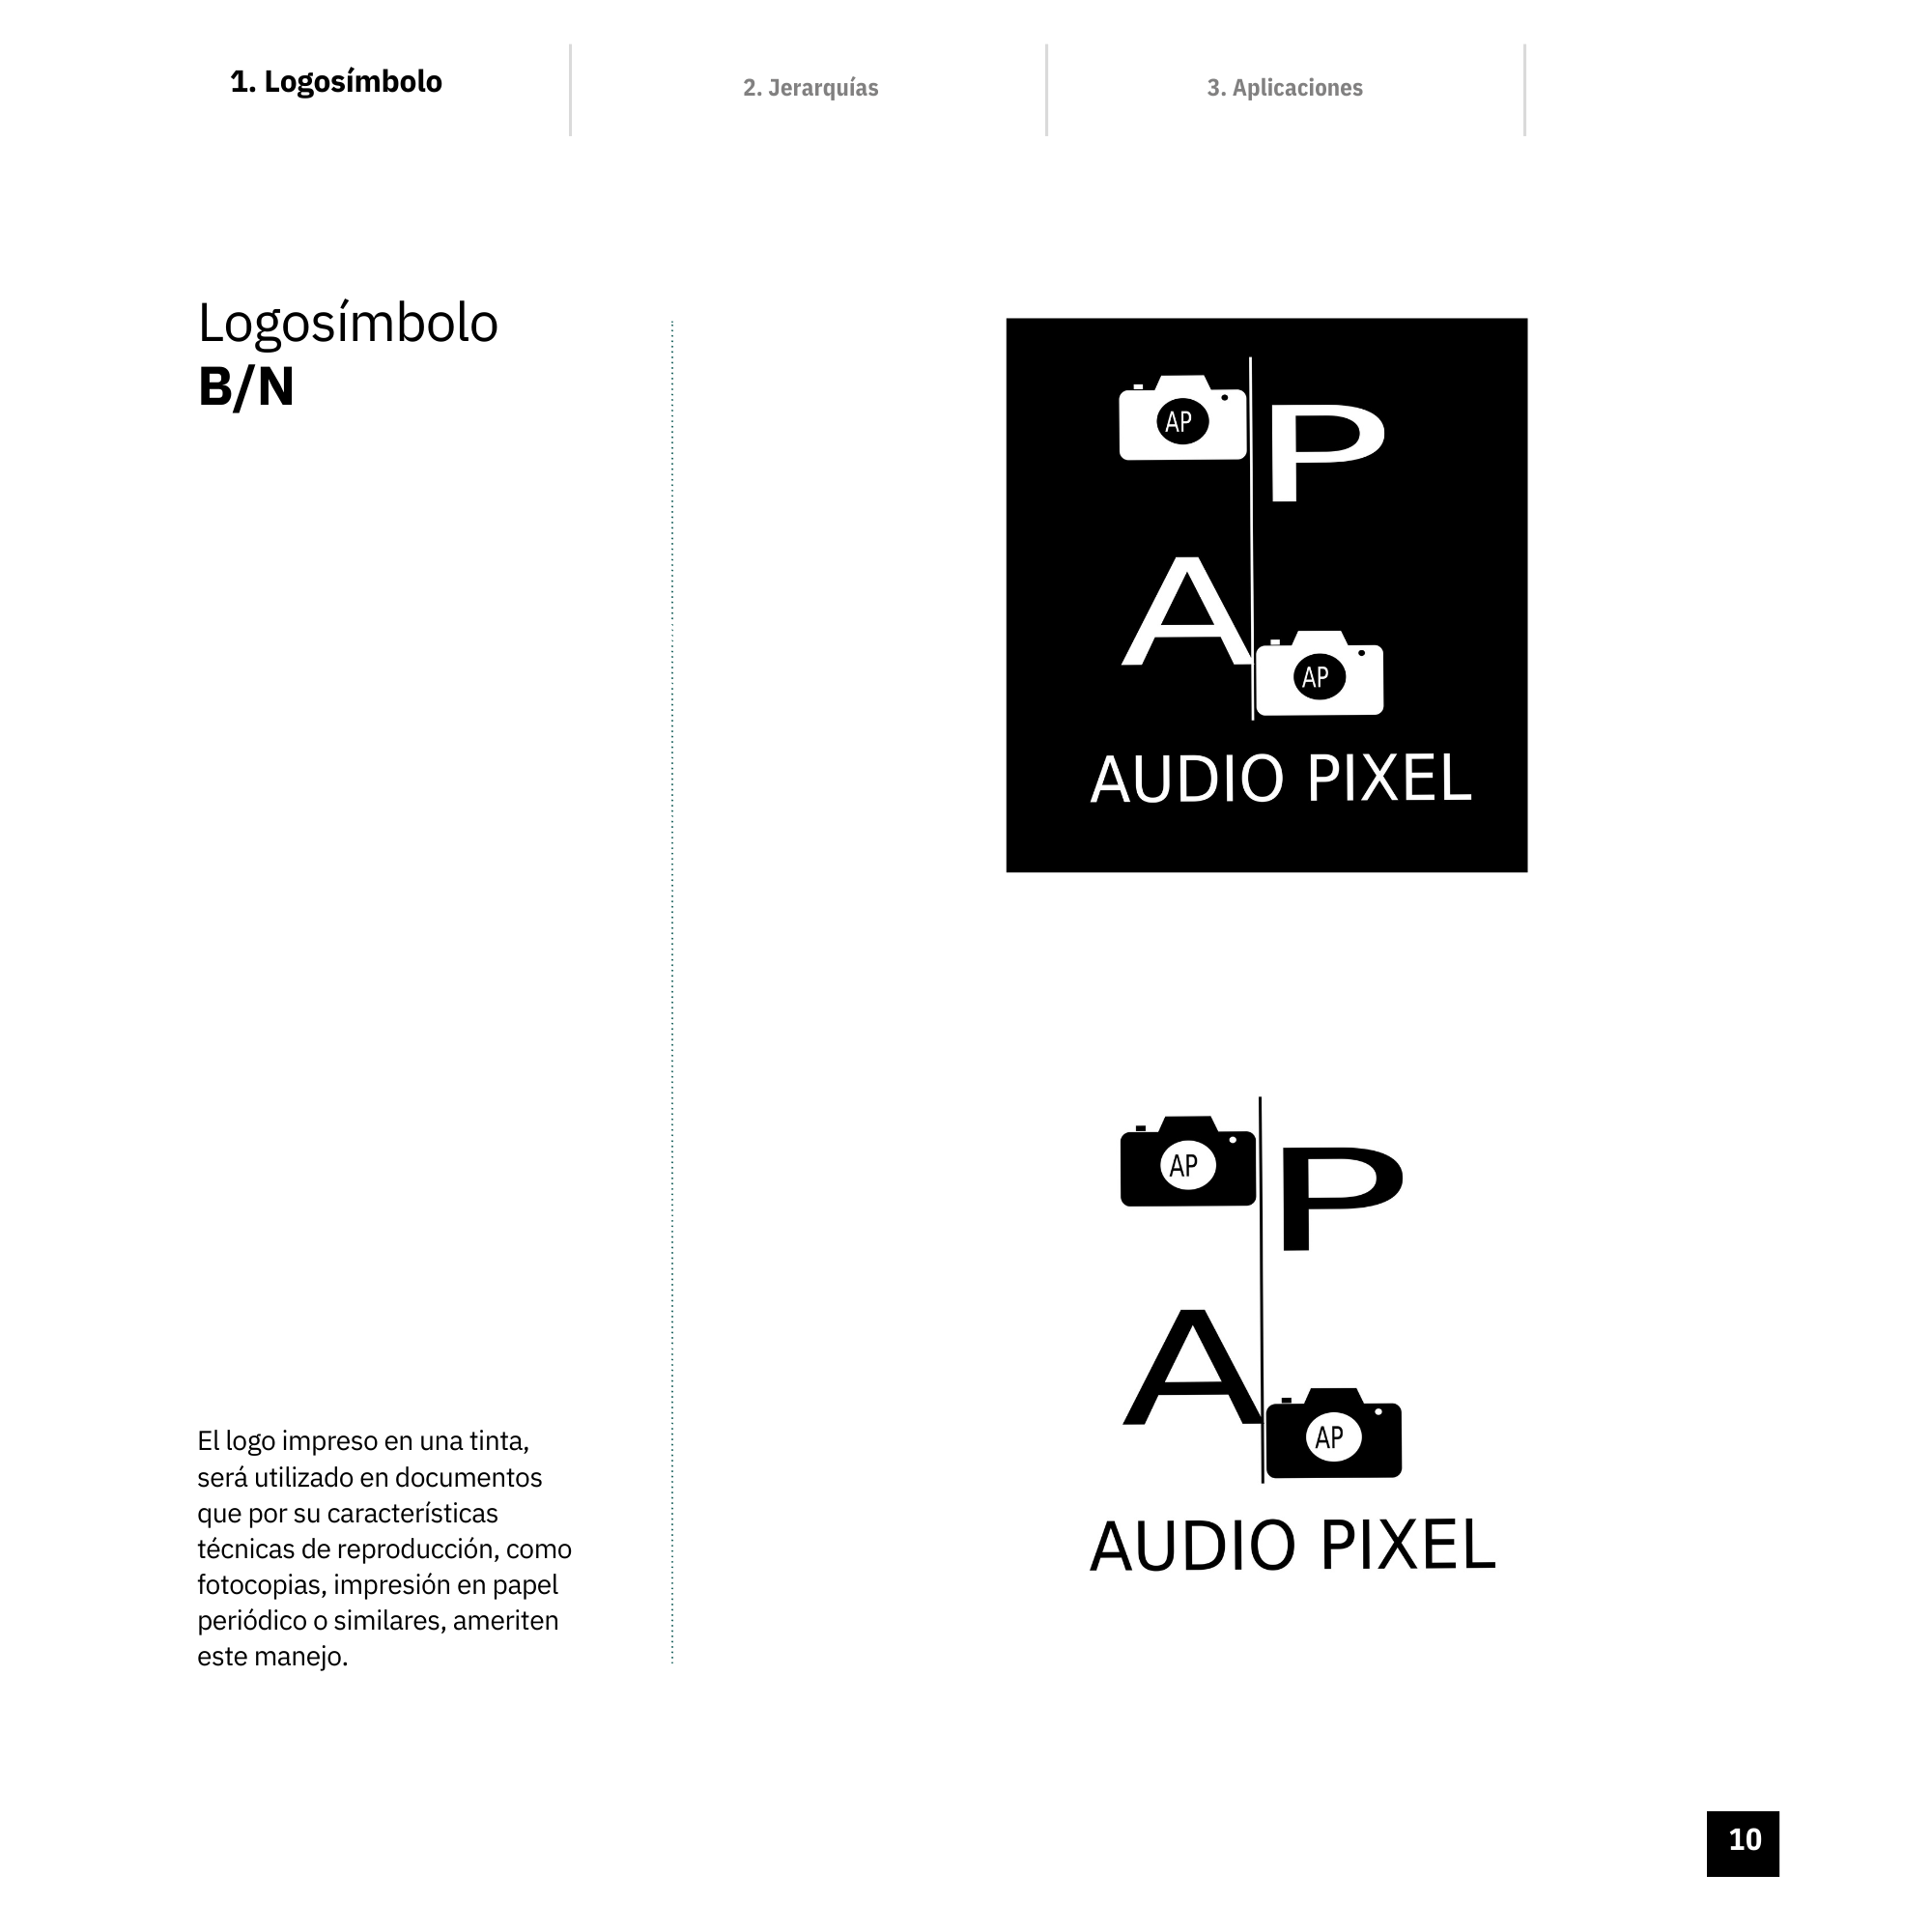 1. Logosímbolo
2. Jerarquías
3. Aplicaciones
Logosímbolo
B/N
El logo impreso en una tinta,
será utilizado en documentos
que por su características
técnicas de reproducción, como
fotocopias, impresión en papel
periódico o similares, ameriten
este manejo.
AP
P
A
AP
AUDIO PIXEL
AP
P
A
AP
AUDIO PIXEL
10